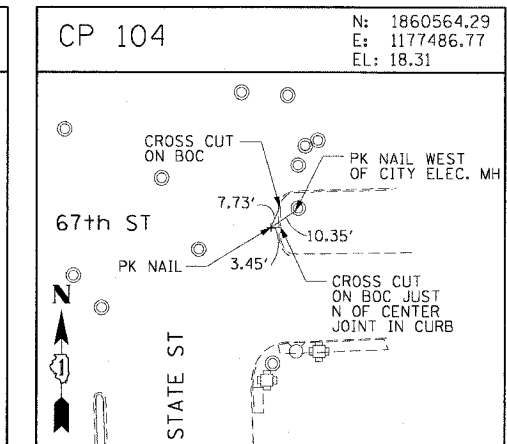 CP 104
N: 1860564.29
E: 1177486.77
EL: 18.31
CROSS CUT
ON BOC
PK NAIL WEST
OF CITY ELEC. MH
7.73'
67th ST
10.35'
PK NAIL
3.45'
CROSS CUT
ON BOC JUST
N OF CENTER
JOINT IN CURB
N
1
STATE ST